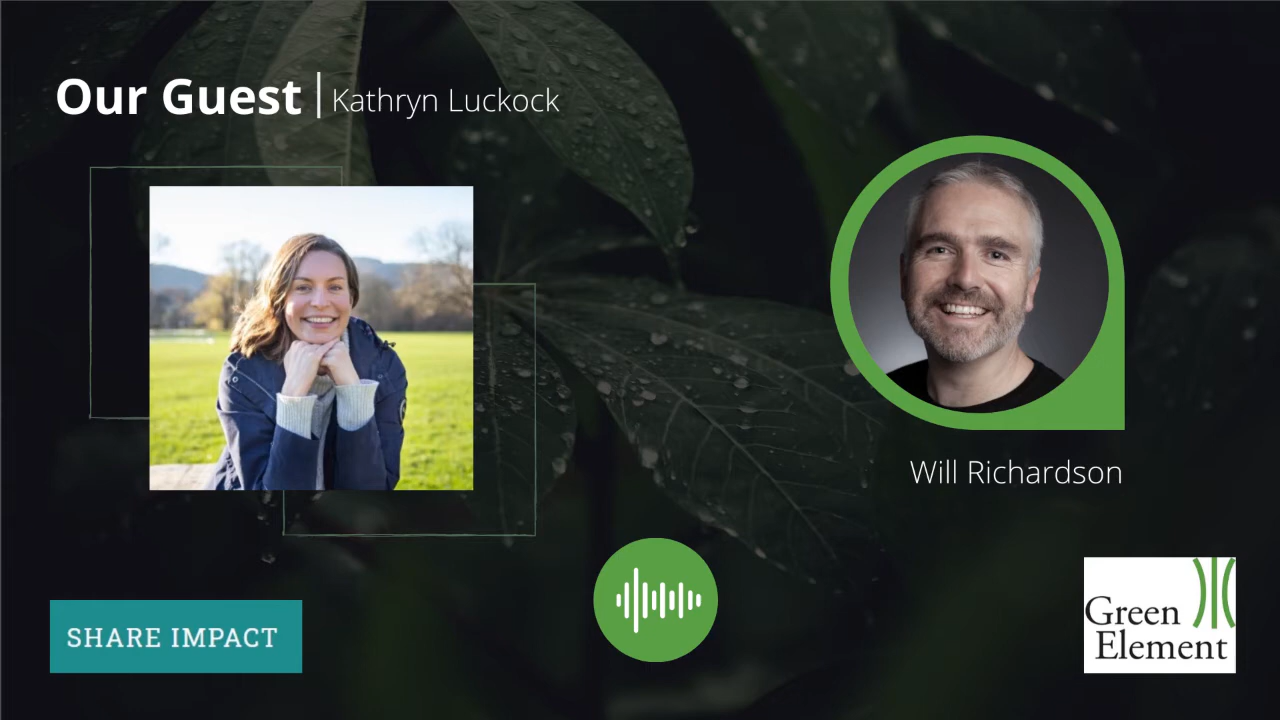 Our Guest | Kathryn Luckock
Will Richardson
SHARE IMPACT
Green
Element